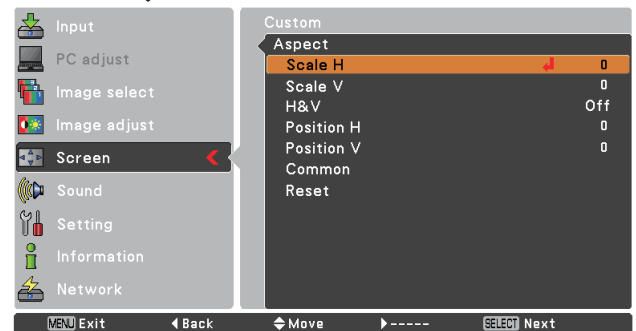 Input
PC adjust
Image select
Image adjust
Screen
Sound
Setting
Information
Network
Custom
Aspect
Scale H 0
Scale V 0
H&V Off
Position H 0
Position V 0
Common
Reset
MENU Exit Back Move ----- SELECT Next